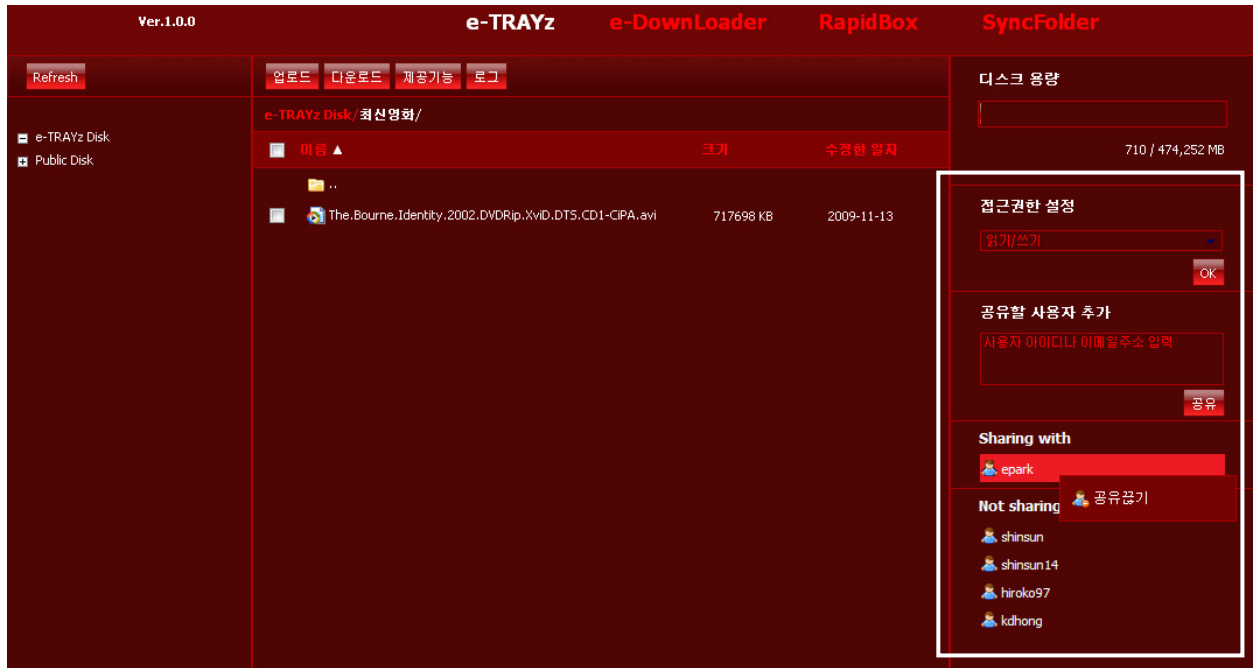 Ver.1.0.0
e-TRAYz e-DownLoader RapidBox SyncFolder
Refresh
업로드 다운로드 제공기능 로그
디스크 용량
710 / 474,252 MB
e-TRAYz Disk
Public Disk
e-TRAYz Disk/최신영화/
이름 ▲ 크기 수정한 일자
..
The.Bourne.Identity.2002.DVDRip.XviD.DTS.CD1-CiPA.avi 717698 KB 2009-11-13
접근권한 설정
읽기/쓰기
OK
공유할 사용자 추가
사용자 아이디나 이메일주소 입력
공유
Sharing with
epark
공유끊기
Not sharing
shinsun
shinsun14
hiroko97
kdhong